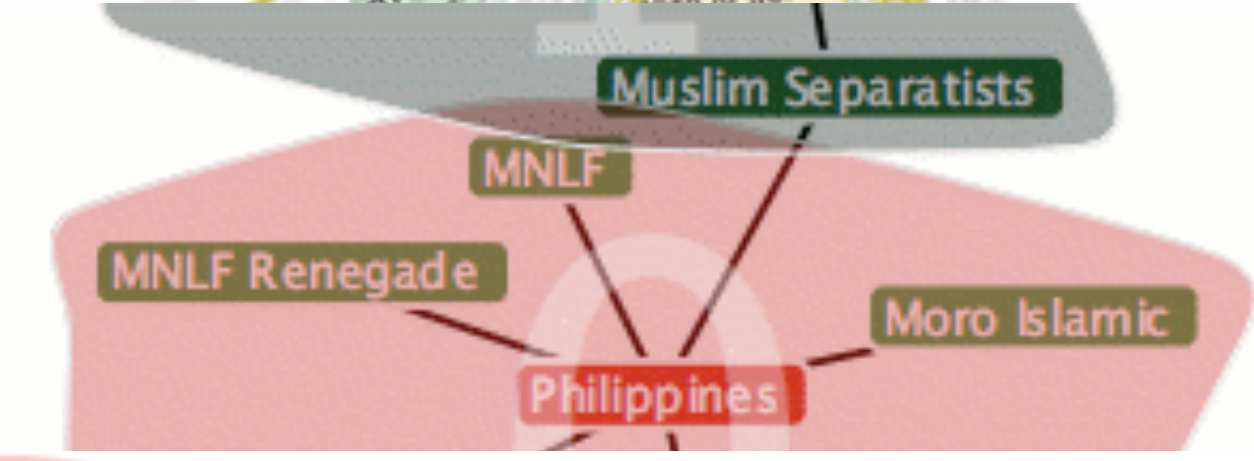 Muslim Separatists
MNLF
MNLF Renegade
Moro Islamic
Philippines